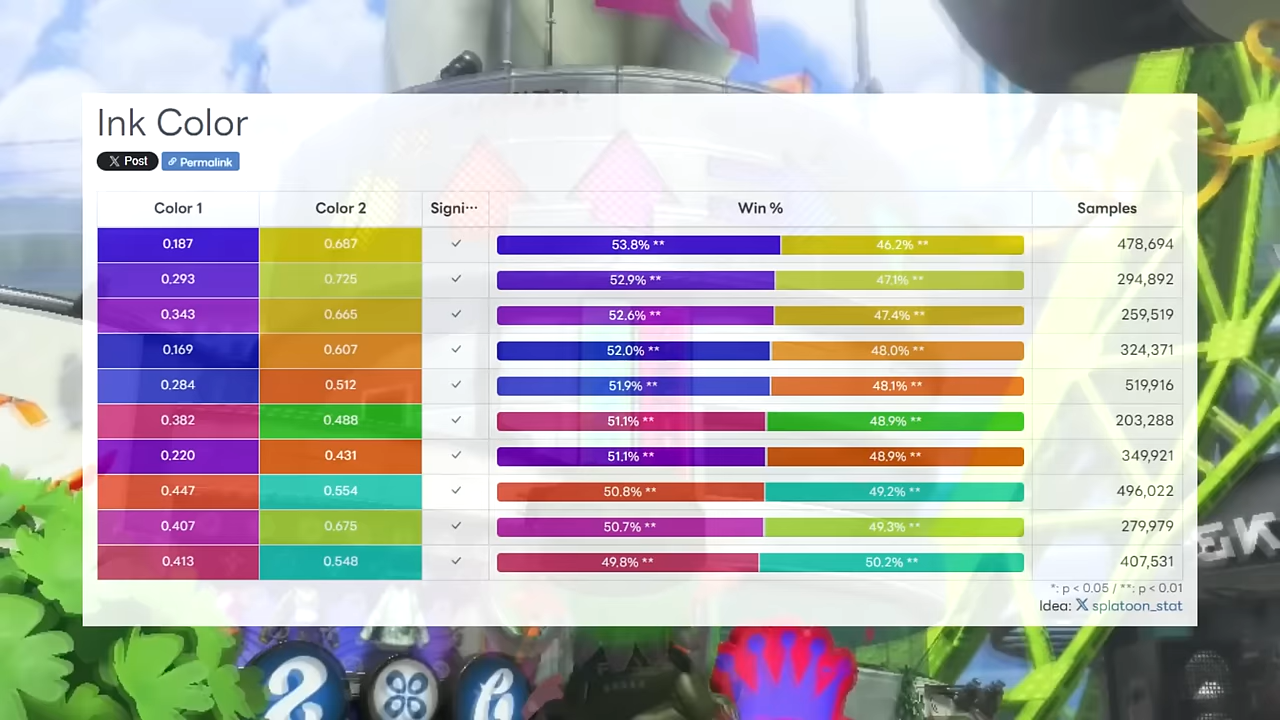 Ink Color
X Post Permalink
Color 1 Color 2 Signi··· Win % Samples
0.187 0.687 ✓ 53.8% ** 46.2% ** 478,694
0.293 0.725 ✓ 52.9% ** 47.1% ** 294,892
0.343 0.665 ✓ 52.6% ** 47.4% ** 259,519
0.169 0.607 ✓ 52.0% ** 48.0% ** 324,371
0.284 0.512 ✓ 51.9% ** 48.1% ** 519,916
0.382 0.488 ✓ 51.1% ** 48.9% ** 203,288
0.220 0.431 ✓ 51.1% ** 48.9% ** 349,921
0.447 0.554 ✓ 50.8% ** 49.2% ** 496,022
0.407 0.675 ✓ 50.7% ** 49.3% ** 279,979
0.413 0.548 ✓ 49.8% ** 50.2% ** 407,531
*: p < 0.05 / **: p < 0.01
Idea: X splatoon_stat